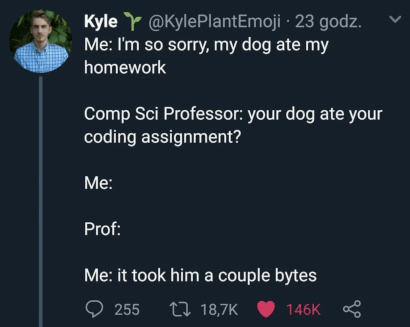 Kyle 🌱 @KylePlantEmoji · 23 godz.
Me: I'm so sorry, my dog ate my
homework
Comp Sci Professor: your dog ate your
coding assignment?
Me:
Prof:
Me: it took him a couple bytes
255 18,7K 146K